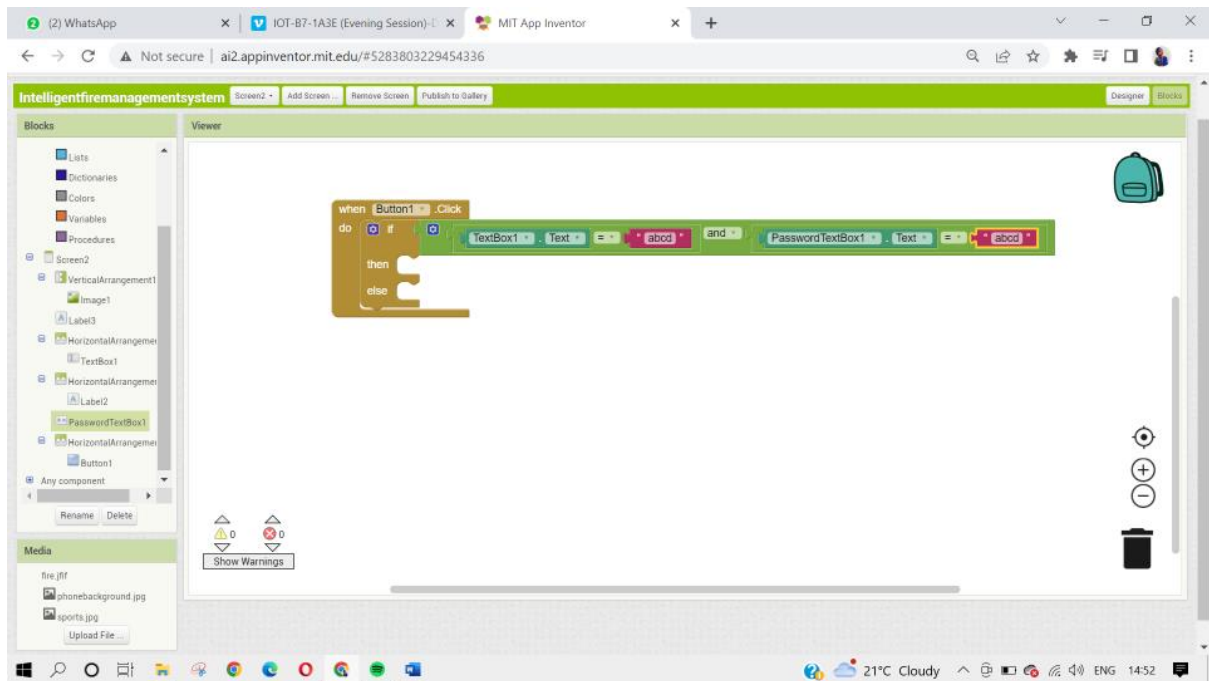 (2) WhatsApp
IOT-B7-1A3E (Evening Session)-
MIT App Inventor
Not secure | ai2.appinventor.mit.edu/#5283803229454336
Intelligentfiremanagementsystem Screen2 Add Screen ... Remove Screen Publish to Gallery Designer Blocks
Blocks
Viewer
Lists
Dictionaries
Colors
Variables
Procedures
Screen2
VerticalArrangement1
Image1
Label3
HorizontalArrangemen
TextBox1
HorizontalArrangemen
Label2
PasswordTextBox1
HorizontalArrangemen
Button1
Any component
Rename Delete
when Button1 .Click
do if TextBox1 . Text = " abcd " and PasswordTextBox1 . Text = " abcd "
then
else
0 0
Show Warnings
Media
fire.jfif
phonebackground.jpg
sports.jpg
Upload File ...
21°C Cloudy ENG 14:52